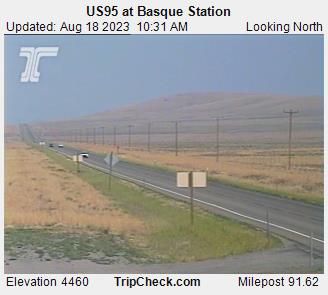 US95 at Basque Station
Updated: Aug 18 2023 10:31 AM Looking North
Elevation 4460 TripCheck.com Milepost 91.62